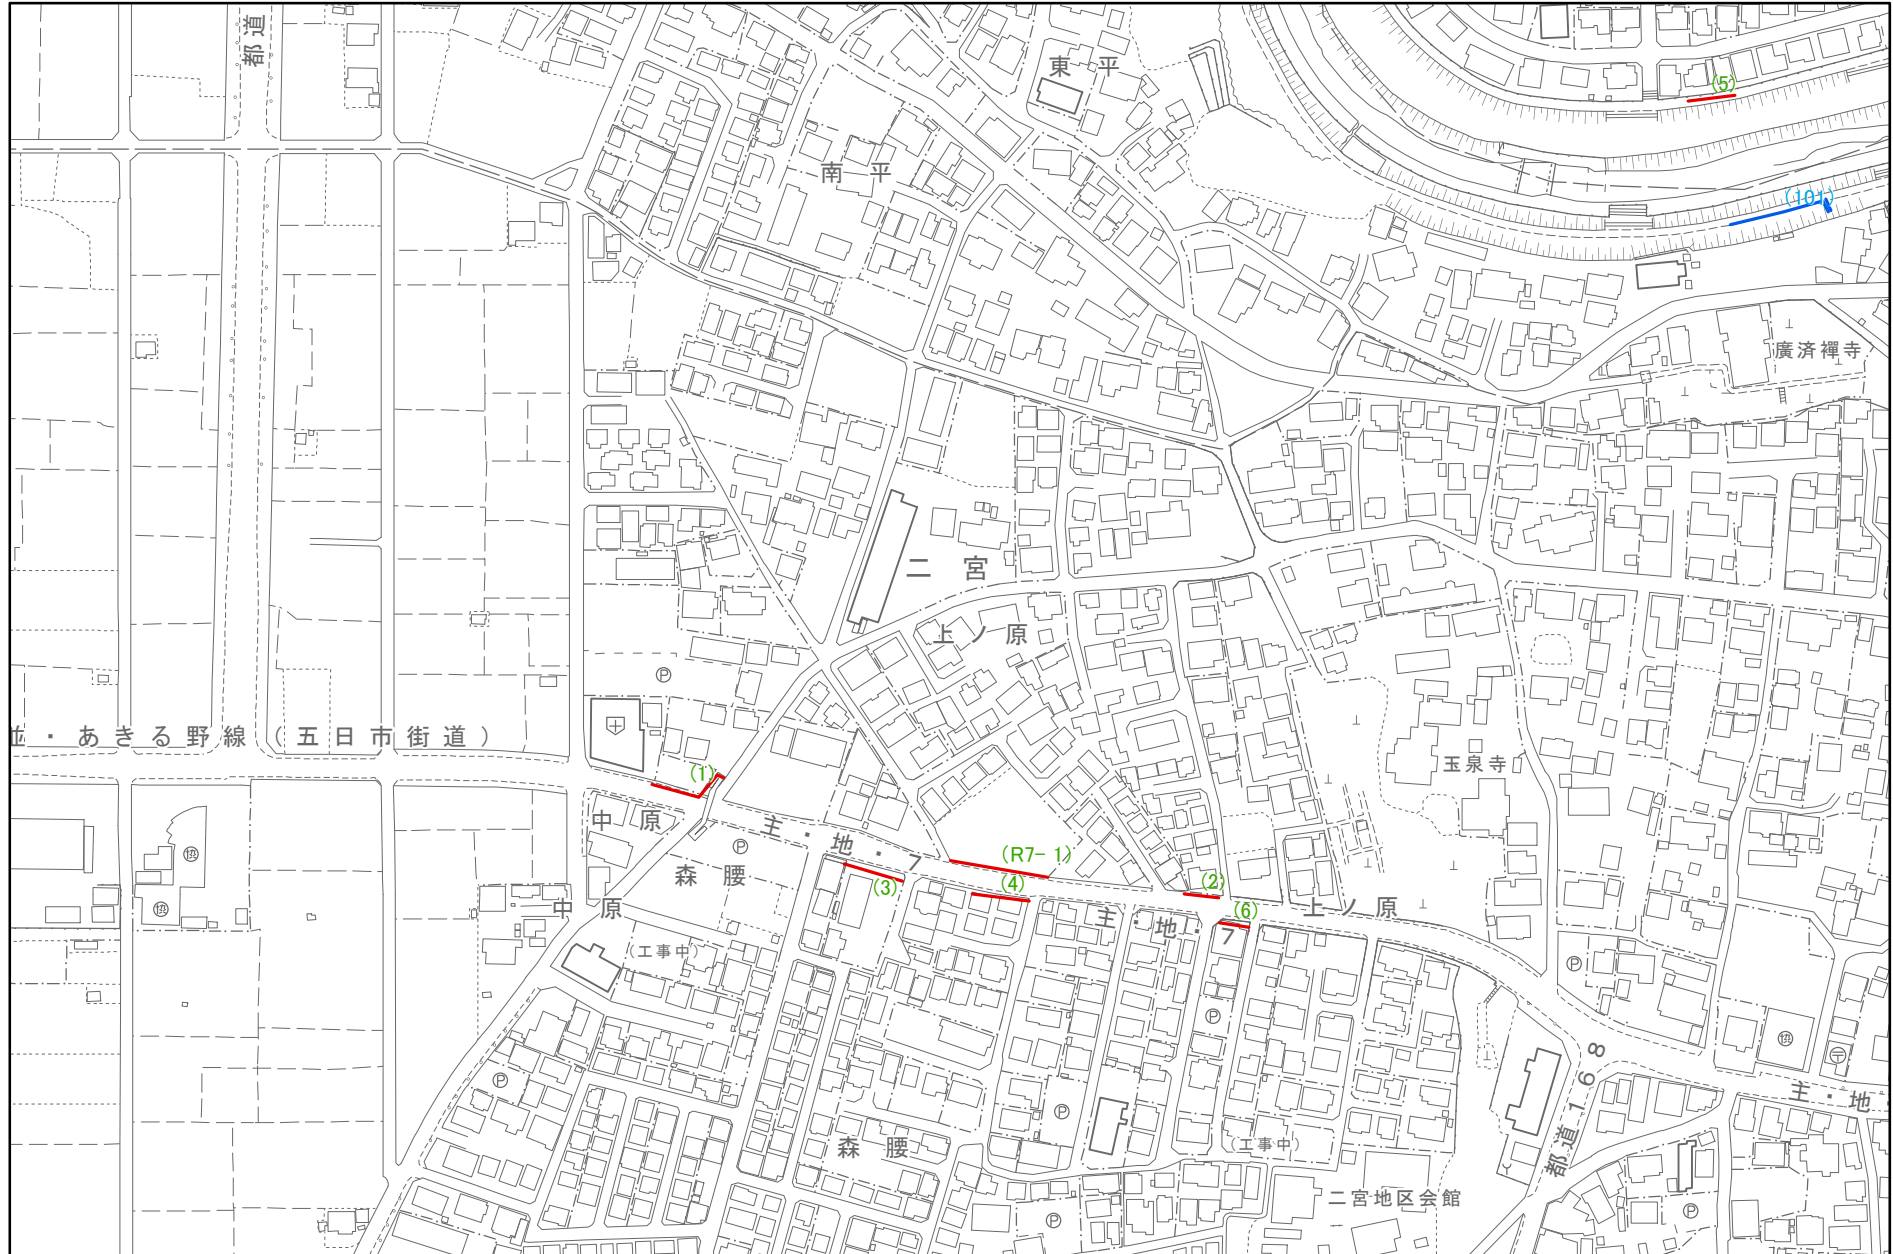 都道
東平
(5)
南平
(101)
廣済禅寺
二宮
上ノ原
Ⓟ
・あきる野線(五日市街道)
玉泉寺
(1)
中原
主・地・7
Ⓟ
(R7-1)
森腰
(3)
(4)
(2)
(6)
中原
主・地・7
上ノ原
(工事中)
Ⓟ
Ⓟ
都道168
Ⓟ
主・地・
Ⓟ
森腰
(工事中)
二宮地区会館
Ⓟ
Ⓟ